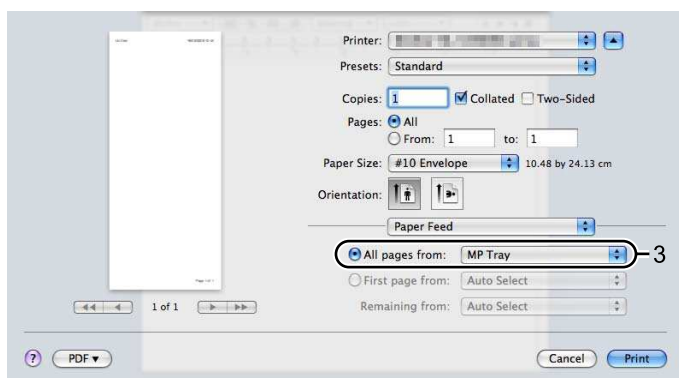 Printer:
Presets: Standard
Copies: 1 Collated Two-Sided
Pages: All
From: 1 to: 1
Paper Size: #10 Envelope 10.48 by 24.13 cm
Orientation:
Paper Feed
All pages from: MP Tray 3
First page from: Auto Select
1 of 1 Remaining from: Auto Select
? PDF ▼ Cancel Print